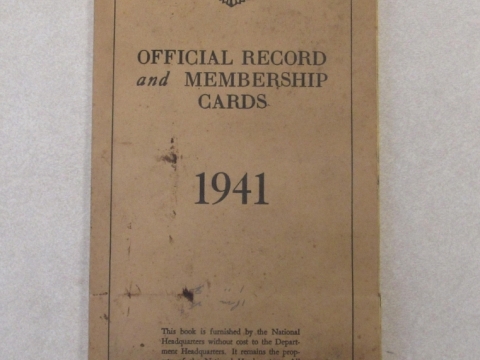 OFFICIAL RECORD
and MEMBERSHIP
CARDS
1941
This book is furnished by the National
Headquarters without cost to the Depart-
ment Headquarters. It remains the prop-